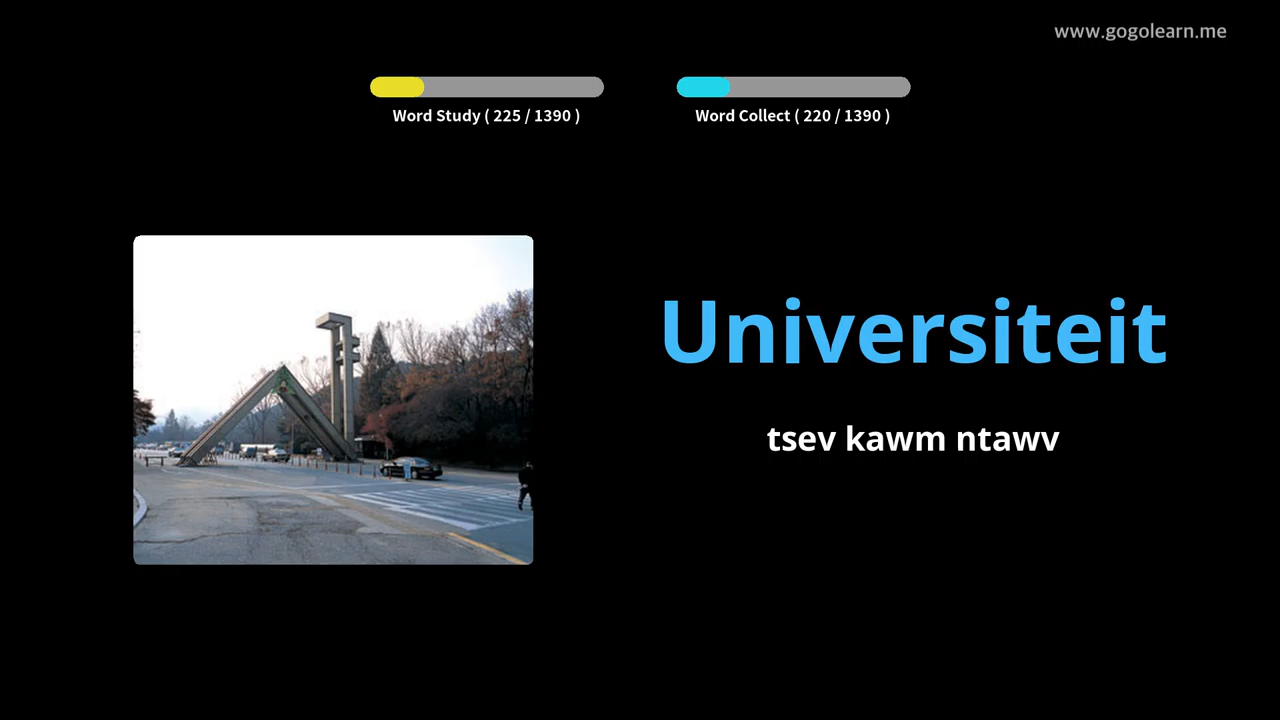 www.gogolearn.me
Word Study ( 225 / 1390 )
Word Collect ( 220 / 1390 )
Universiteit
tsev kawm ntawv